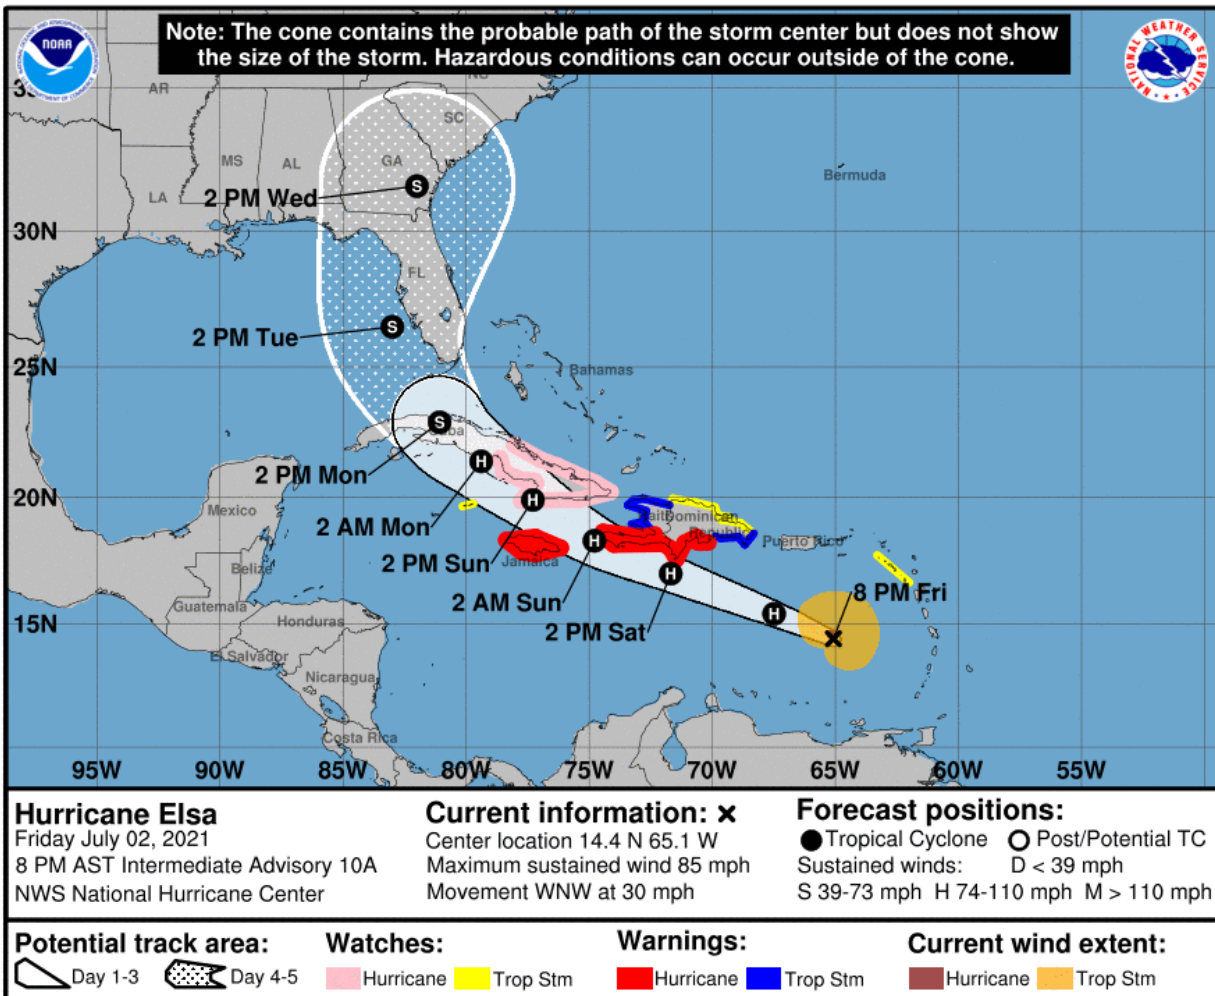 Note: The cone contains the probable path of the storm center but does not show
the size of the storm. Hazardous conditions can occur outside of the cone.
NOAA
NATIONAL WEATHER SERVICE
AR
SC
MS
AL
GA
LA
2 PM Wed
Bermuda
30N
FL
2 PM Tue
25N
Bahamas
2 PM Mon
20N
Mexico
2 AM Mon
Dominican
Republic
Puerto Rico
2 PM Sun
Jamaica
Belize
2 AM Sun
8 PM Fri
Guatemala
Honduras
2 PM Sat
15N
El Salvador
Nicaragua
Costa Rica
95W 90W 85W 80W 75W 70W 65W 60W 55W
S
S
S
H
H
H
H
H
Hurricane Elsa
Friday July 02, 2021
8 PM AST Intermediate Advisory 10A
NWS National Hurricane Center
Current information: ×
Center location 14.4 N 65.1 W
Maximum sustained wind 85 mph
Movement WNW at 30 mph
Forecast positions:
Tropical Cyclone Post/Potential TC
Sustained winds: D < 39 mph
S 39-73 mph H 74-110 mph M > 110 mph
Potential track area:
Day 1-3 Day 4-5
Watches:
Hurricane Trop Stm
Warnings:
Hurricane Trop Stm
Current wind extent:
Hurricane Trop Stm